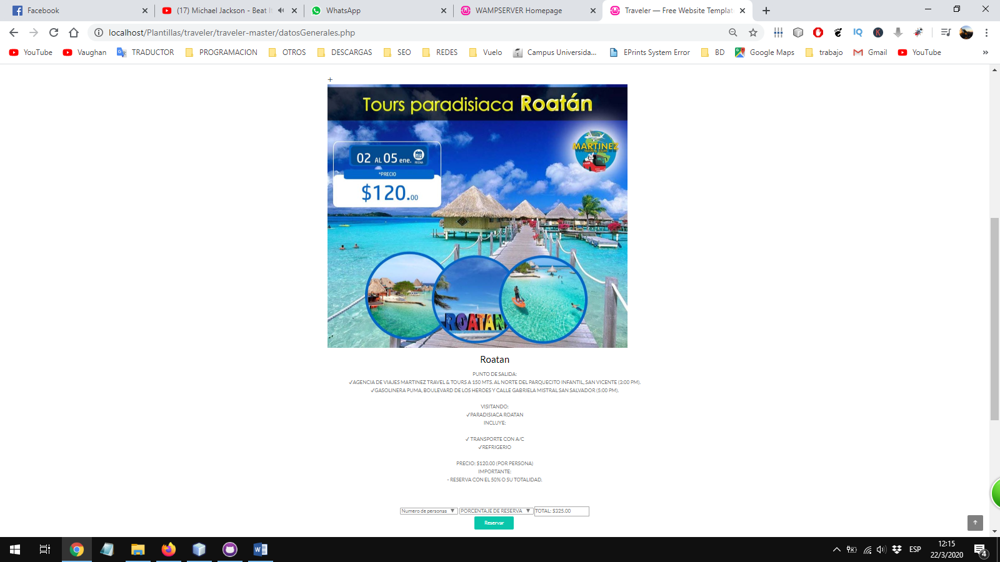 Facebook
(17) Michael Jackson - Beat It
WhatsApp
WAMPSERVER Homepage
Traveler — Free Website Templat
localhost/Plantillas/traveler/traveler-master/datosGenerales.php
YouTube
Vaughan
TRADUCTOR
PROGRAMACION
OTROS
DESCARGAS
SEO
REDES
Vuelo
Campus Universida...
EPrints System Error
BD
Google Maps
trabajo
Gmail
YouTube
»
+
Tours paradisiaca Roatán
MARTINEZ
02 AL 05 ene.
FECHA
*PRECIO
$120.00
ROATAN
Roatan
PUNTO DE SALIDA:
✓AGENCIA DE VIAJES MARTINEZ TRAVEL & TOURS A 150 MTS. AL NORTE DEL PARQUECITO INFANTIL, SAN VICENTE (3:00 PM).
✓GASOLINERA PUMA, BOULEVARD DE LOS HEROES Y CALLE GABRIELA MISTRAL SAN SALVADOR (5:00 PM).
VISITANDO:
✓PARADISIACA ROATAN
INCLUYE:
✓ TRANSPORTE CON A/C
✓REFRIGERIO
PRECIO: $120.00 (POR PERSONA)
IMPORTANTE:
- RESERVA CON EL 50% O SU TOTALIDAD.
Numero de personas
PORCENTAJE DE RESERVA
TOTAL: $325.00
Reservar
ESP
12:15
22/3/2020
4